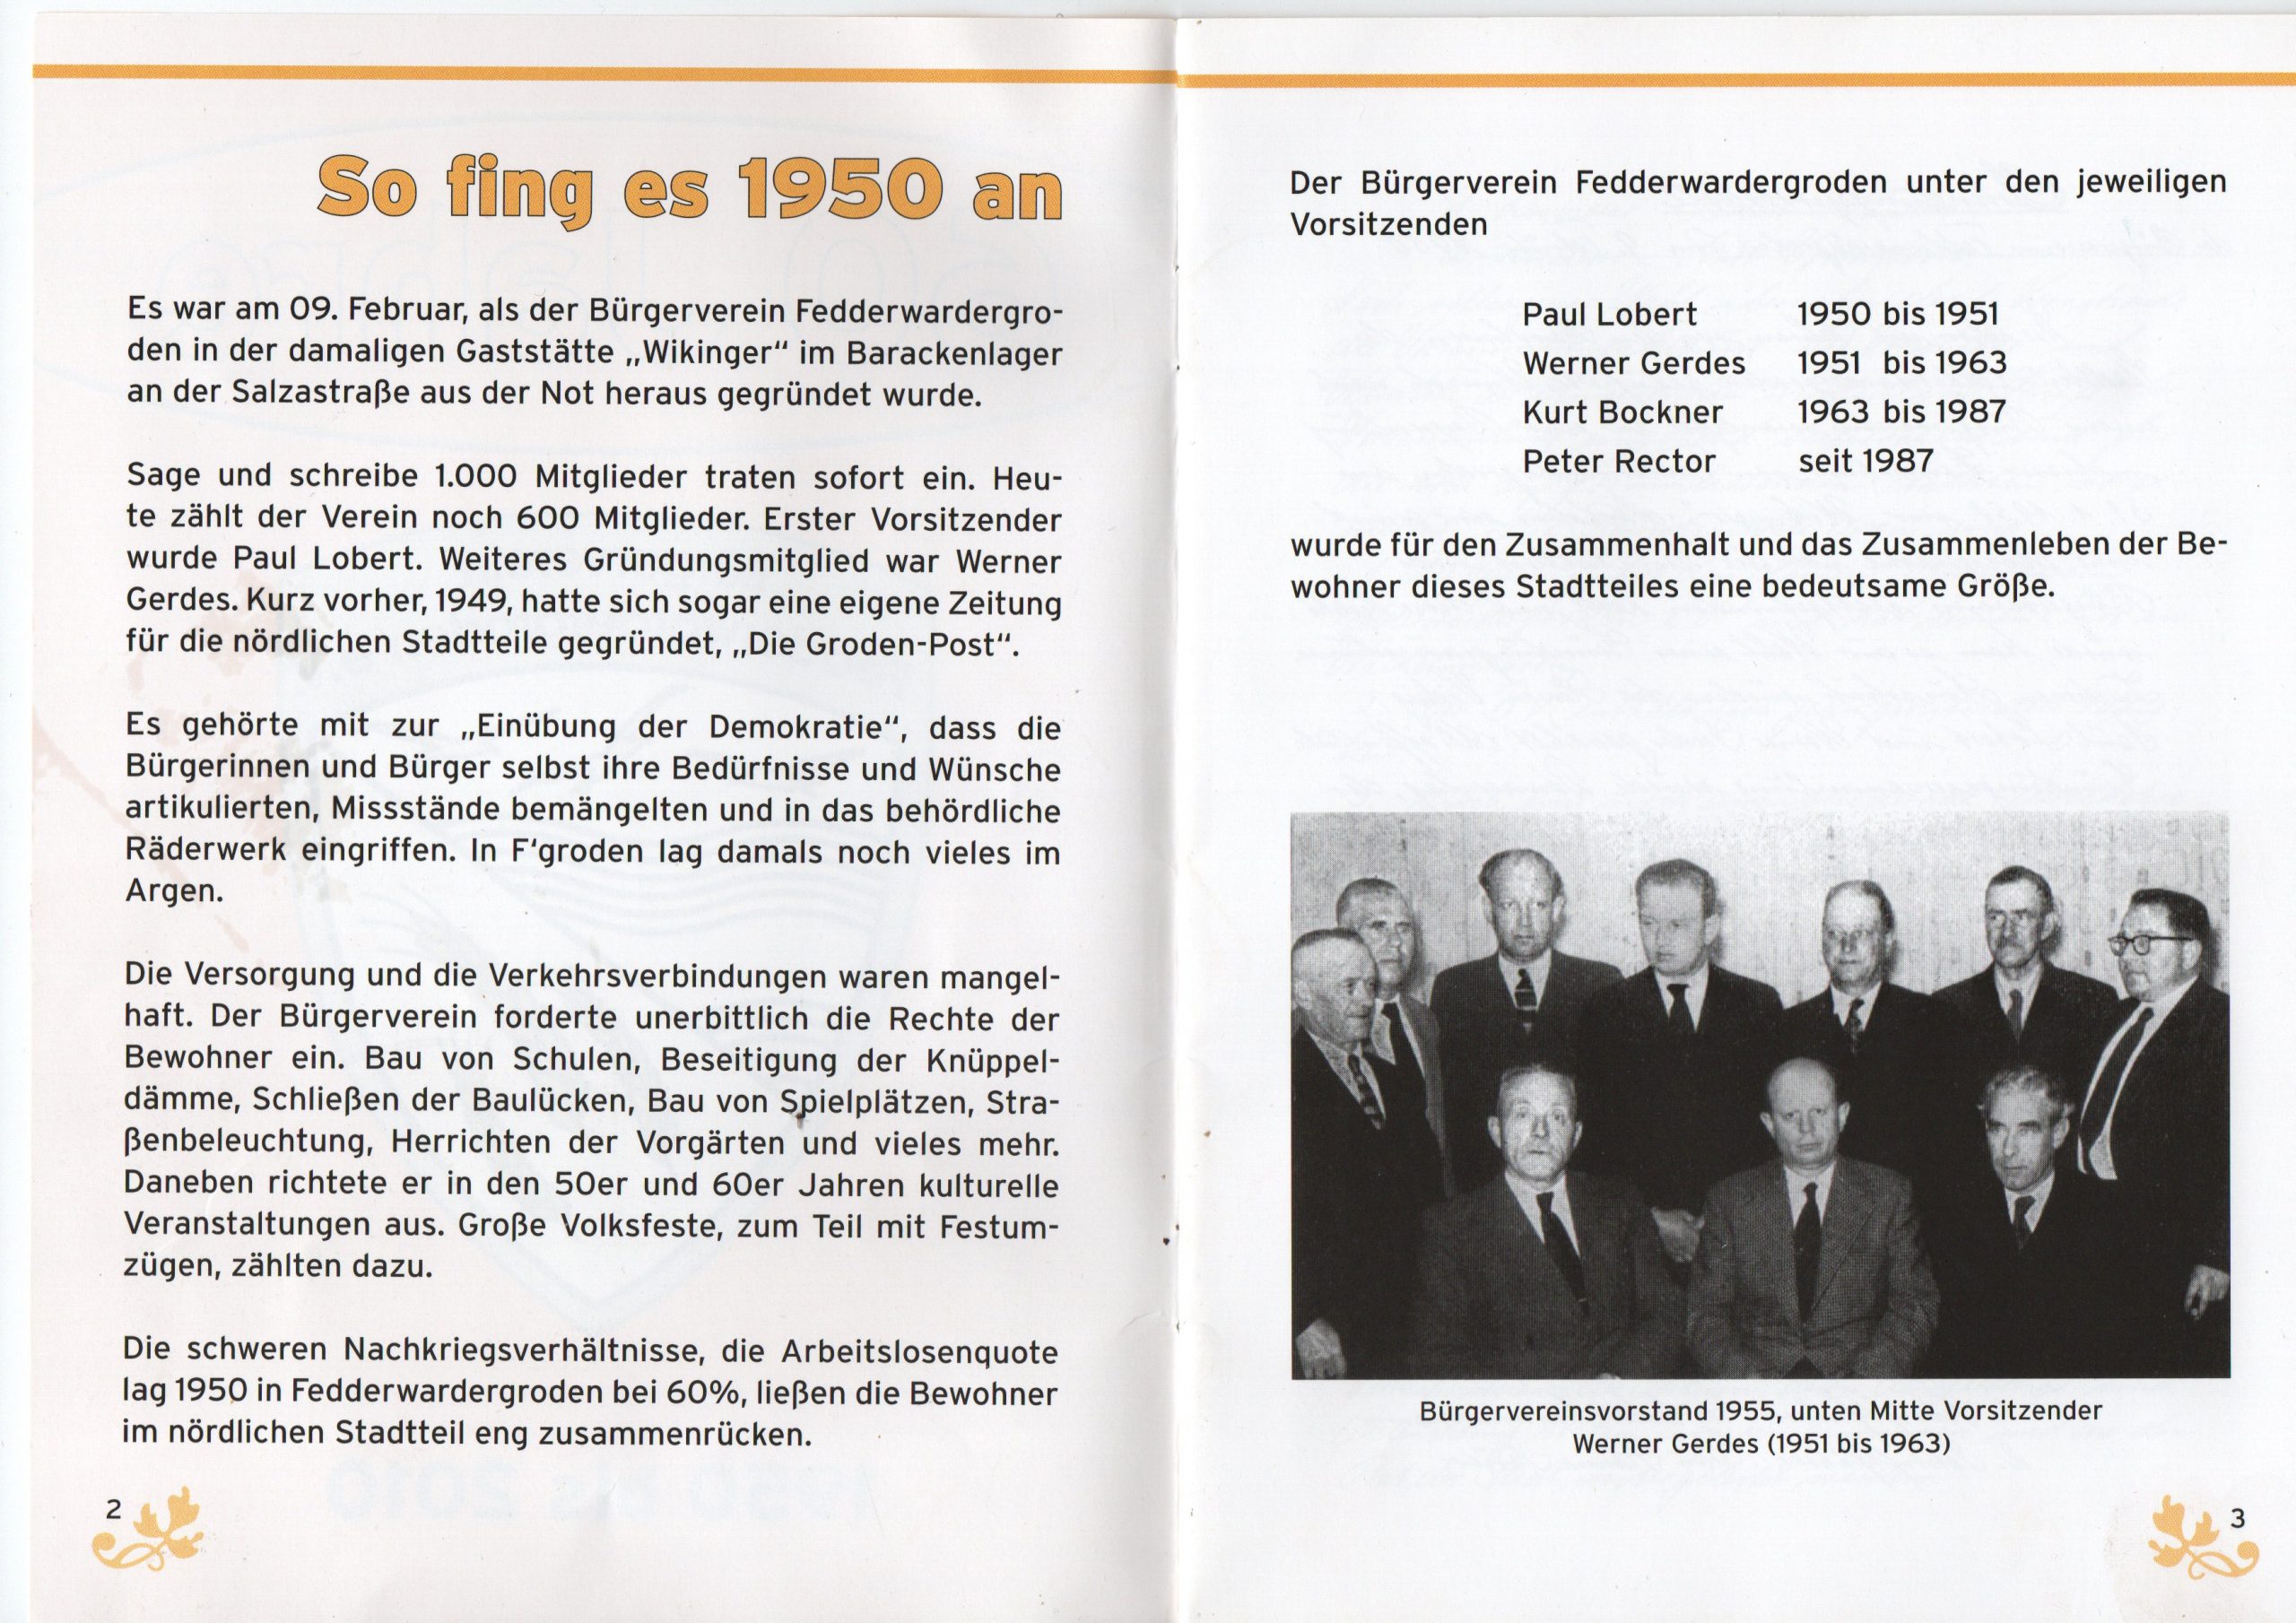 So fing es 1950 an
Es war am 09. Februar, als der Bürgerverein Fedderwardergro-
den in der damaligen Gaststätte „Wikinger“ im Barackenlager
an der Salzastraße aus der Not heraus gegründet wurde.
Sage und schreibe 1.000 Mitglieder traten sofort ein. Heu-
te zählt der Verein noch 600 Mitglieder. Erster Vorsitzender
wurde Paul Lobert. Weiteres Gründungsmitglied war Werner
Gerdes. Kurz vorher, 1949, hatte sich sogar eine eigene Zeitung
für die nördlichen Stadtteile gegründet, „Die Groden-Post“.
Es gehörte mit zur „Einübung der Demokratie“, dass die
Bürgerinnen und Bürger selbst ihre Bedürfnisse und Wünsche
artikulierten, Missstände bemängelten und in das behördliche
Räderwerk eingriffen. In F'groden lag damals noch vieles im
Argen.
Die Versorgung und die Verkehrsverbindungen waren mangel-
haft. Der Bürgerverein forderte unerbittlich die Rechte der
Bewohner ein. Bau von Schulen, Beseitigung der Knüppel-
dämme, Schließen der Baulücken, Bau von Spielplätzen, Stra-
ßenbeleuchtung, Herrichten der Vorgärten und vieles mehr.
Daneben richtete er in den 50er und 60er Jahren kulturelle
Veranstaltungen aus. Große Volksfeste, zum Teil mit Festum-
zügen, zählten dazu.
Die schweren Nachkriegsverhältnisse, die Arbeitslosenquote
lag 1950 in Fedderwardergroden bei 60%, ließen die Bewohner
im nördlichen Stadtteil eng zusammenrücken.
2
Der Bürgerverein Fedderwardergroden unter den jeweiligen
Vorsitzenden
Paul Lobert 1950 bis 1951
Werner Gerdes 1951 bis 1963
Kurt Bockner 1963 bis 1987
Peter Rector seit 1987
wurde für den Zusammenhalt und das Zusammenleben der Be-
wohner dieses Stadtteiles eine bedeutsame Größe.
Bürgervereinsvorstand 1955, unten Mitte Vorsitzender
Werner Gerdes (1951 bis 1963)
3